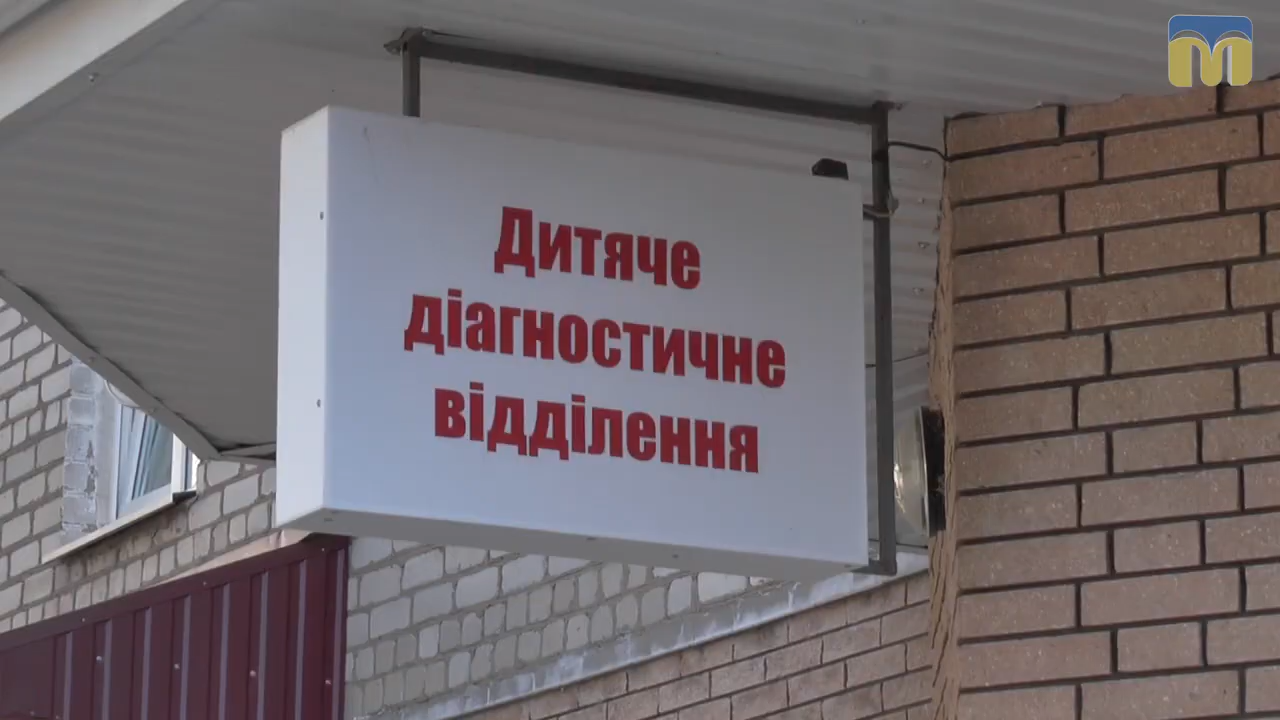 Дитяче
діагностичне
відділення